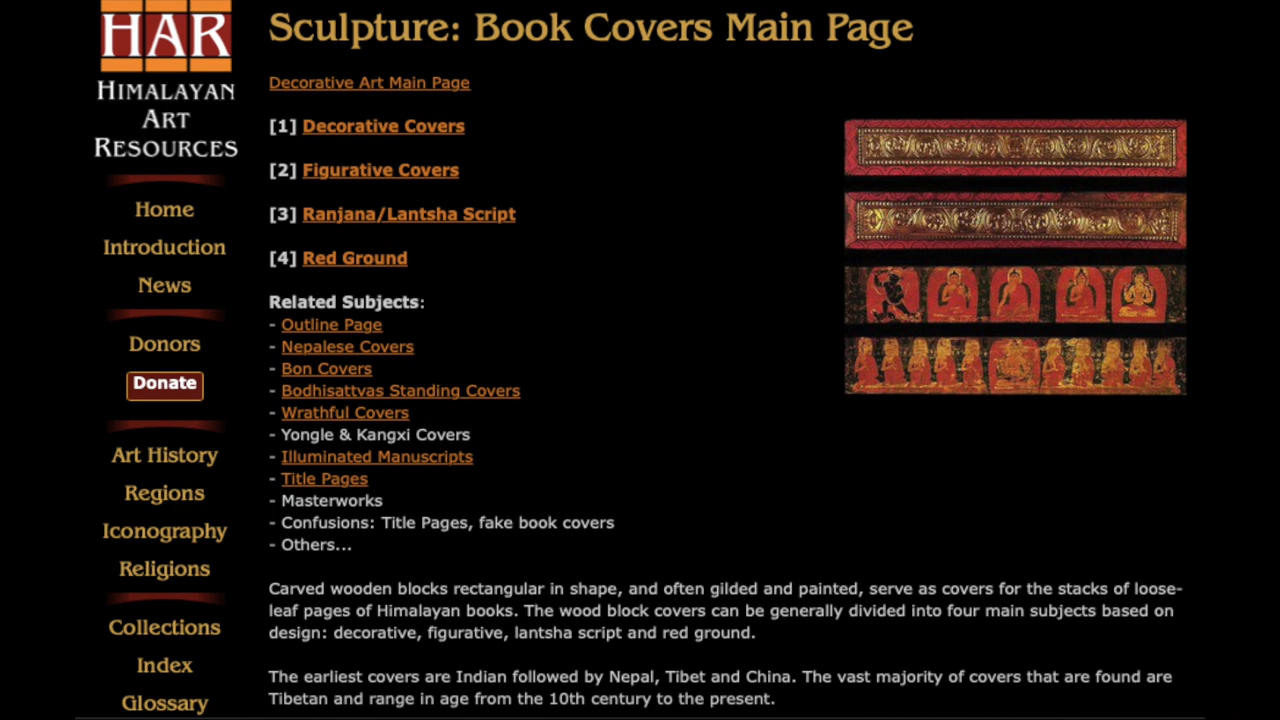 HAR
HIMALAYAN
ART
RESOURCES
Home
Introduction
News
Donors
Donate
Art History
Regions
Iconography
Religions
Collections
Index
Glossary
Sculpture: Book Covers Main Page
Decorative Art Main Page
[1] Decorative Covers
[2] Figurative Covers
[3] Ranjana/Lantsha Script
[4] Red Ground
Related Subjects:
- Outline Page
- Nepalese Covers
- Bon Covers
- Bodhisattvas Standing Covers
- Wrathful Covers
- Yongle & Kangxi Covers
- Illuminated Manuscripts
- Title Pages
- Masterworks
- Confusions: Title Pages, fake book covers
- Others...
Carved wooden blocks rectangular in shape, and often gilded and painted, serve as covers for the stacks of loose-
leaf pages of Himalayan books. The wood block covers can be generally divided into four main subjects based on
design: decorative, figurative, lantsha script and red ground.
The earliest covers are Indian followed by Nepal, Tibet and China. The vast majority of covers that are found are
Tibetan and range in age from the 10th century to the present.